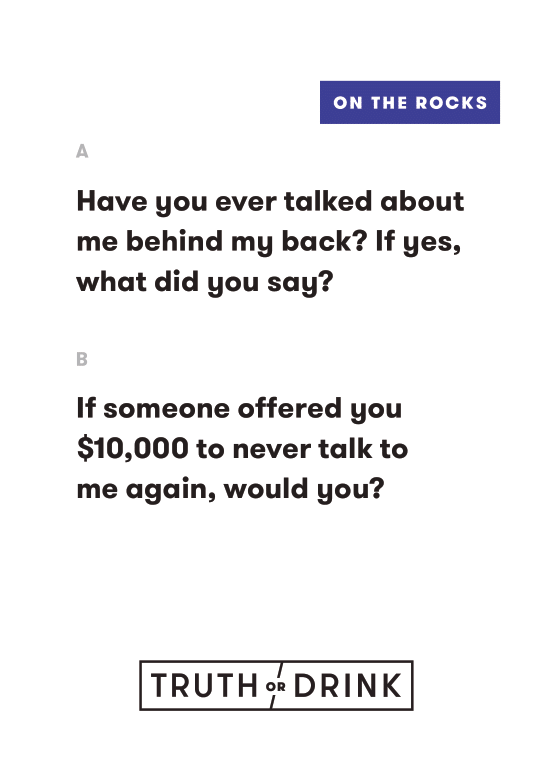 ON THE ROCKS
A
Have you ever talked about
me behind my back? If yes,
what did you say?
B
If someone offered you
$10,000 to never talk to
me again, would you?
TRUTH OR DRINK